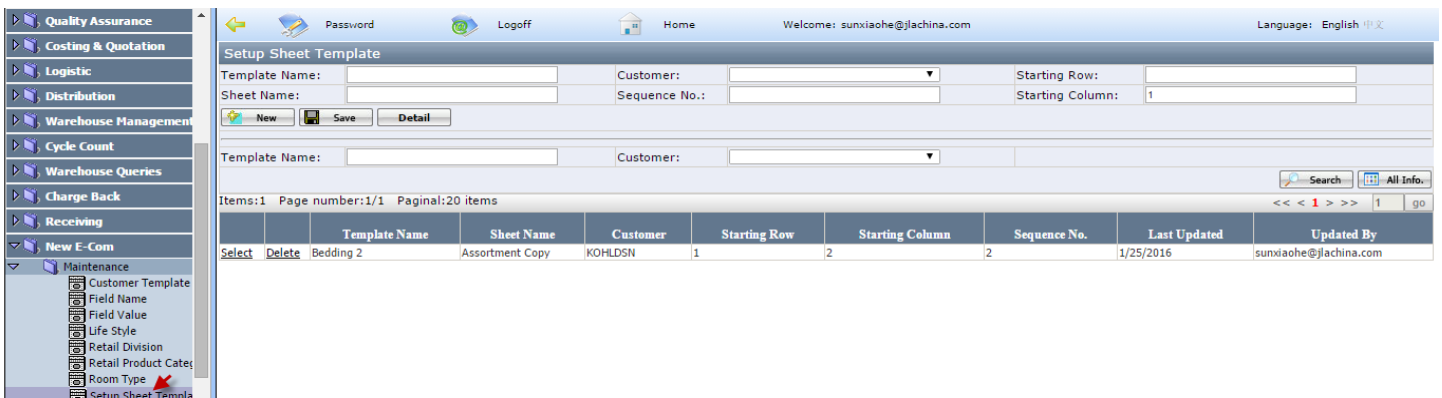 Quality Assurance
Costing & Quotation
Logistic
Distribution
Warehouse Management
Cycle Count
Warehouse Queries
Charge Back
Receiving
New E-Com
Maintenance
Customer Template
Field Name
Field Value
Life Style
Retail Division
Retail Product Categ
Room Type
Setup Sheet Templa
Password Logoff Home Welcome: sunxiaohe@jlachina.com Language: English 中文
Setup Sheet Template
Template Name: Customer: Starting Row:
Sheet Name: Sequence No.: Starting Column: 1
New Save Detail
Template Name: Customer:
Search All Info.
Items:1 Page number:1/1 Paginal:20 items << < 1 > >> 1 go
Template Name Sheet Name Customer Starting Row Starting Column Sequence No. Last Updated Updated By
Select Delete Bedding 2 Assortment Copy KOHLDSN 1 2 2 1/25/2016 sunxiaohe@jlachina.com